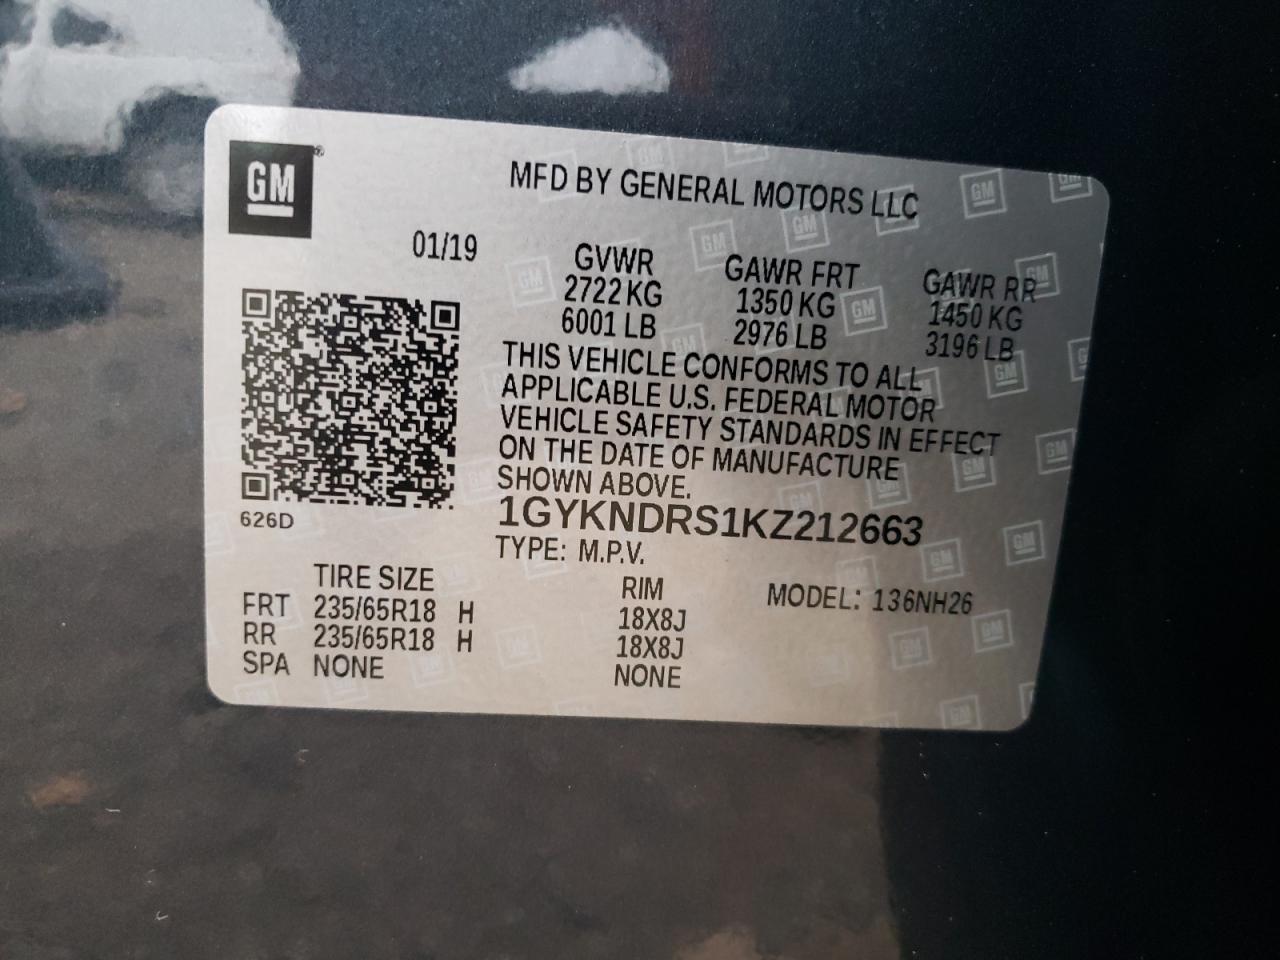 GM
MFD BY GENERAL MOTORS LLC
01/19
GVWR GAWR FRT GAWR RR
2722 KG 1350 KG 1450 KG
6001 LB 2976 LB 3196 LB
THIS VEHICLE CONFORMS TO ALL
APPLICABLE U.S. FEDERAL MOTOR
VEHICLE SAFETY STANDARDS IN EFFECT
ON THE DATE OF MANUFACTURE
SHOWN ABOVE.
626D
1GYKNDRS1KZ212663
TYPE: M.P.V.
TIRE SIZE RIM MODEL: 136NH26
FRT 235/65R18 H 18X8J
RR 235/65R18 H 18X8J
SPA NONE NONE